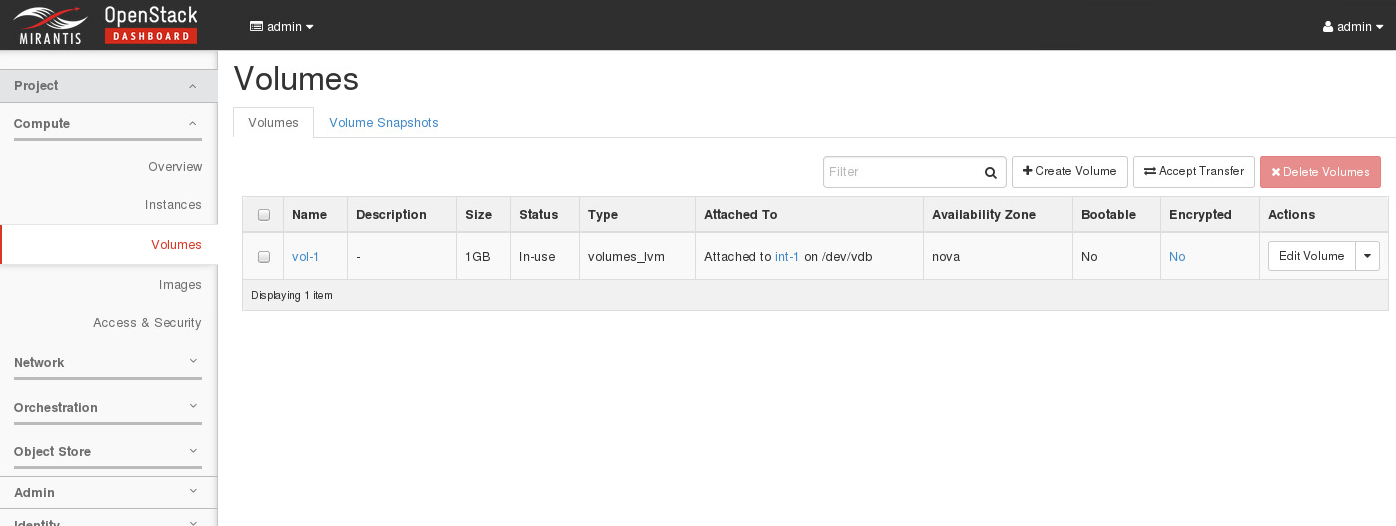 MIRANTIS
OpenStack
DASHBOARD
admin
admin
Project
Compute
Overview
Instances
Volumes
Images
Access & Security
Network
Orchestration
Object Store
Admin
Identity
Volumes
Volumes Volume Snapshots
Filter Create Volume Accept Transfer Delete Volumes
Name Description Size Status Type Attached To Availability Zone Bootable Encrypted Actions
vol-1 - 1GB In-use volumes_lvm Attached to int-1 on /dev/vdb nova No No Edit Volume
Displaying 1 item